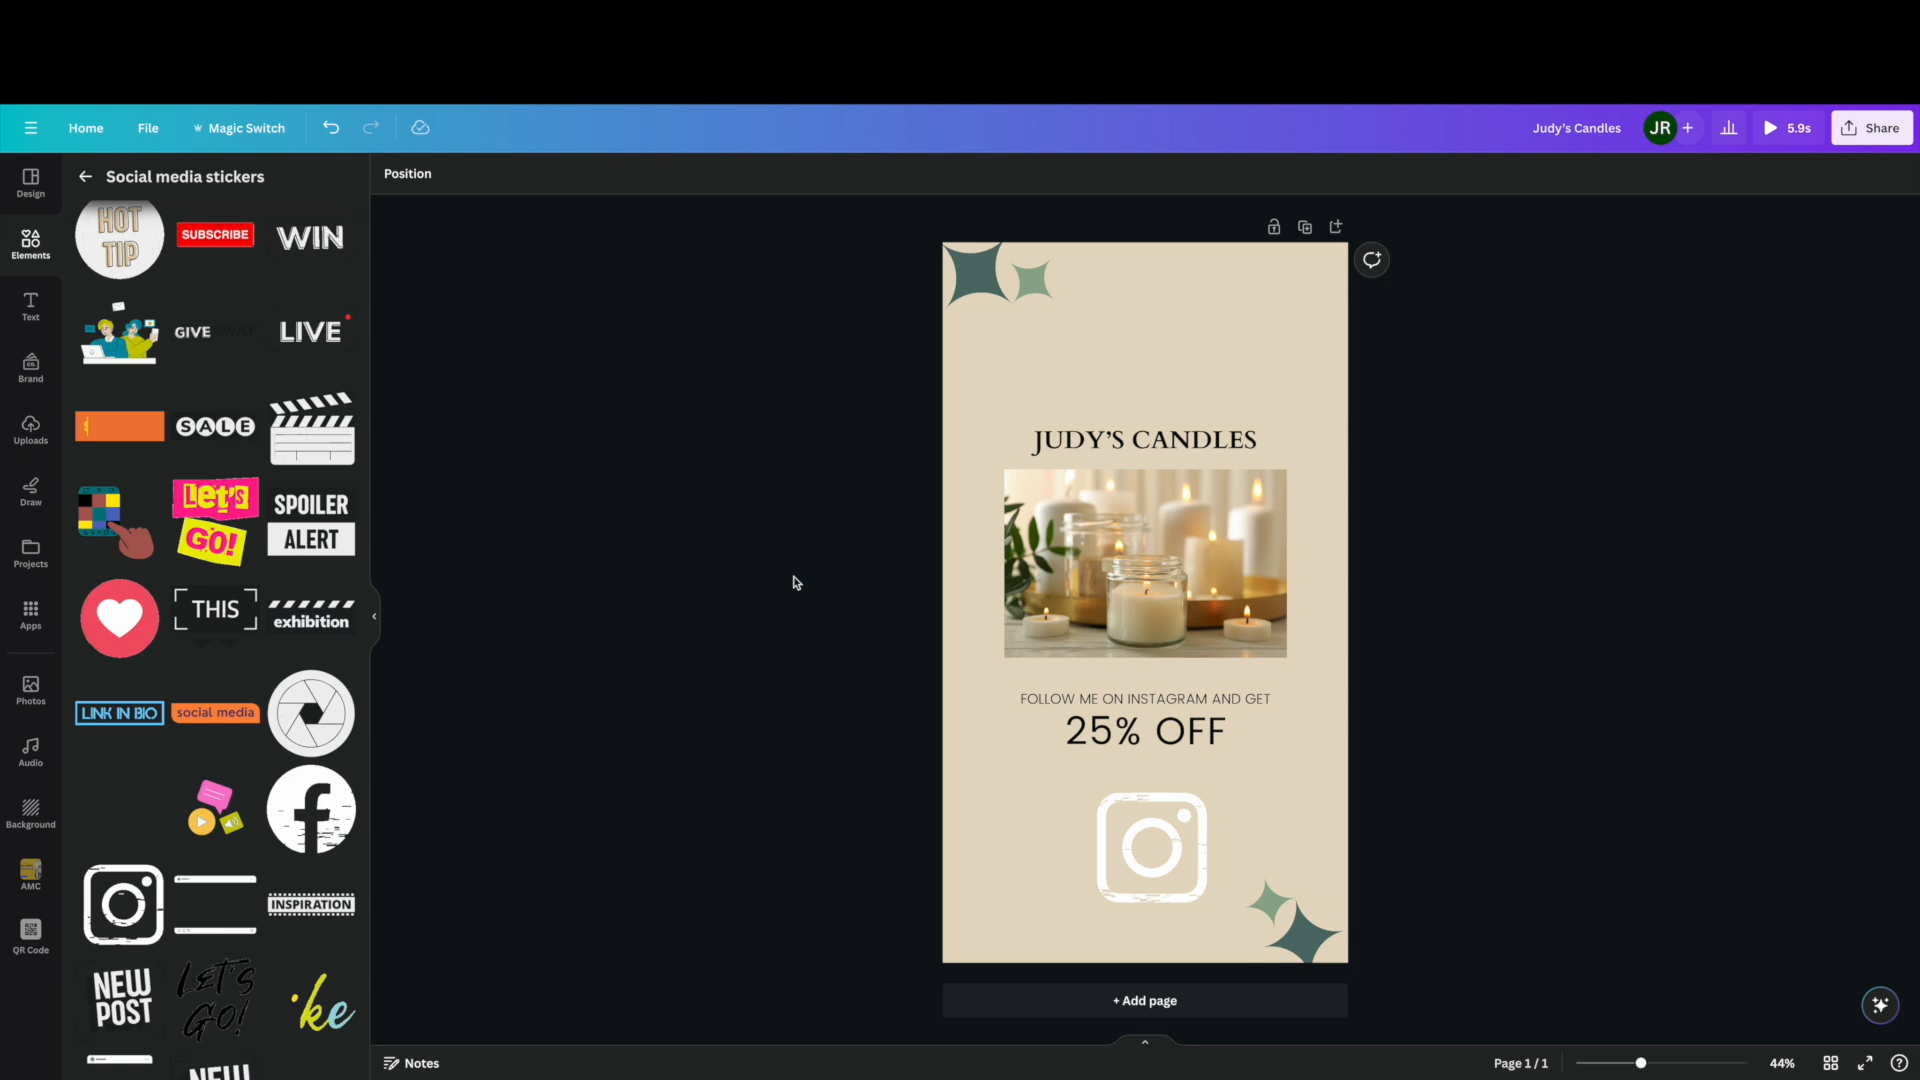 Home
File
Magic Switch
Judy's Candles
JR
+
5.9s
Share
Design
Elements
Text
Brand
Uploads
Draw
Projects
Apps
Photos
Audio
Background
AMC
QR Code
Social media stickers
HOT
TIP
SUBSCRIBE
WIN
GIVEAWAY
LIVE
SALE
LET'S
GO!
SPOILER
ALERT
THIS
exhibition
LINK IN BIO
social media
INSPIRATION
NEW
POST
LET'S
GO!
NEW
Position
JUDY'S CANDLES
FOLLOW ME ON INSTAGRAM AND GET
25% OFF
+ Add page
Notes
Page 1 / 1
44%